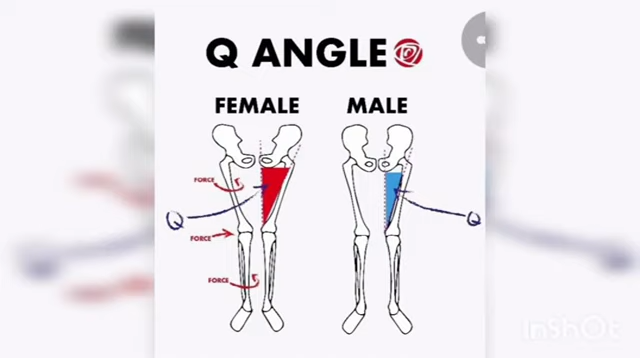 Q ANGLE
FEMALE
MALE
FORCE
Q
Q
FORCE
FORCE
InShOt